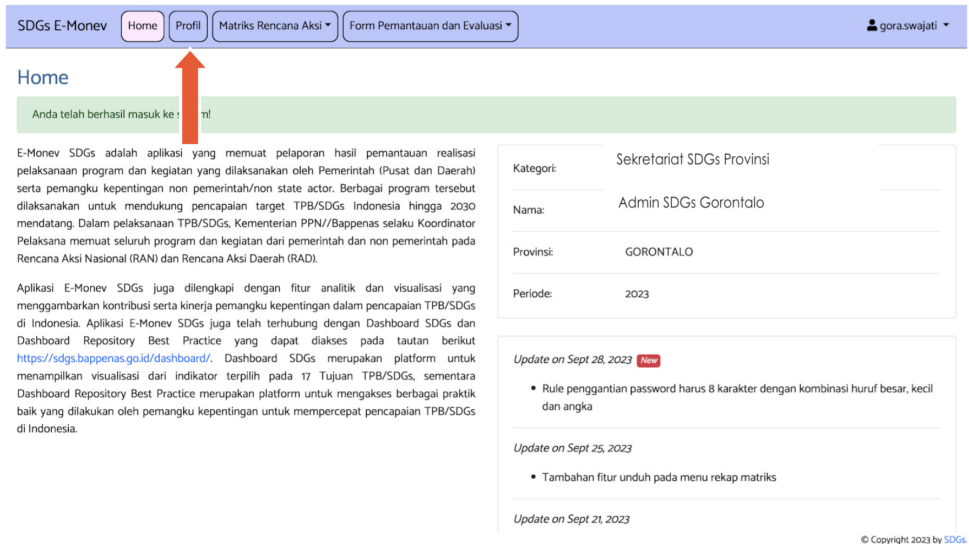 SDGs E-Monev Home Profil Matriks Rencana Aksi Form Pemantauan dan Evaluasi gora.swajati
Home
Anda telah berhasil masuk ke s m!
E-Monev SDGs adalah aplikasi yang memuat pelaporan hasil pemantauan realisasi
pelaksanaan program dan kegiatan yang dilaksanakan oleh Pemerintah (Pusat dan Daerah)
serta pemangku kepentingan non pemerintah/non state actor. Berbagai program tersebut
dilaksanakan untuk mendukung pencapaian target TPB/SDGs Indonesia hingga 2030
mendatang. Dalam pelaksanaan TPB/SDGs, Kementerian PPN//Bappenas selaku Koordinator
Pelaksana memuat seluruh program dan kegiatan dari pemerintah dan non pemerintah pada
Rencana Aksi Nasional (RAN) dan Rencana Aksi Daerah (RAD).
Aplikasi E-Monev SDGs juga dilengkapi dengan fitur analitik dan visualisasi yang
menggambarkan kontribusi serta kinerja pemangku kepentingan dalam pencapaian TPB/SDGs
di Indonesia. Aplikasi E-Monev SDGs juga telah terhubung dengan Dashboard SDGs dan
Dashboard Repository Best Practice yang dapat diakses pada tautan berikut
https://sdgs.bappenas.go.id/dashboard/. Dashboard SDGs merupakan platform untuk
menampilkan visualisasi dari indikator terpilih pada 17 Tujuan TPB/SDGs, sementara
Dashboard Repository Best Practice merupakan platform untuk mengakses berbagai praktik
baik yang dilakukan oleh pemangku kepentingan untuk mempercepat pencapaian TPB/SDGs
di Indonesia.
Kategori: Sekretariat SDGs Provinsi
Nama: Admin SDGs Gorontalo
Provinsi: GORONTALO
Periode: 2023
Update on Sept 28, 2023 New
• Rule penggantian password harus 8 karakter dengan kombinasi huruf besar, kecil
dan angka
Update on Sept 25, 2023
• Tambahan fitur unduh pada menu rekap matriks
Update on Sept 21, 2023
© Copyright 2023 by SDGs.